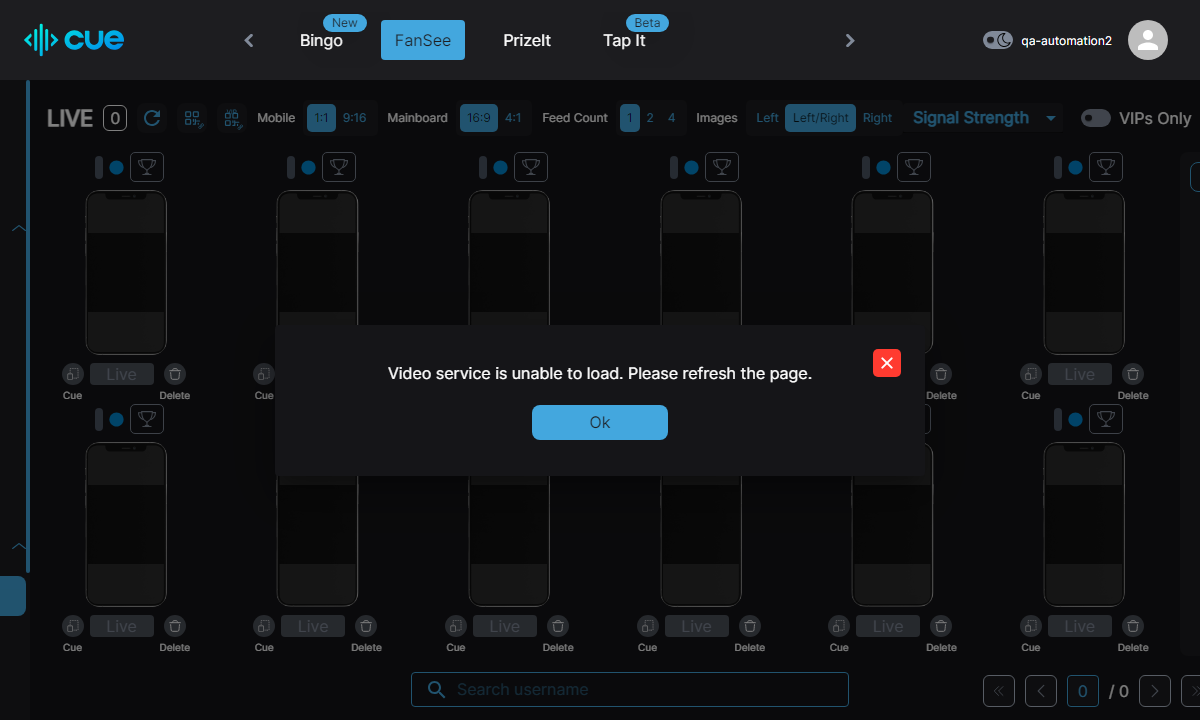 cue
New
Bingo
FanSee
PrizeIt
Beta
Tap It
qa-automation2
LIVE 0
Mobile 1:1 9:16
Mainboard 16:9 4:1
Feed Count 1 2 4
Images Left Left/Right Right
Signal Strength
VIPs Only
Video service is unable to load. Please refresh the page.
Ok
Live
Live
Cue Delete Cue Delete Cue Delete
Live Live Live Live Live Live
Cue Delete Cue Delete Cue Delete Cue Delete Cue Delete Cue Delete
Search username
0 / 0